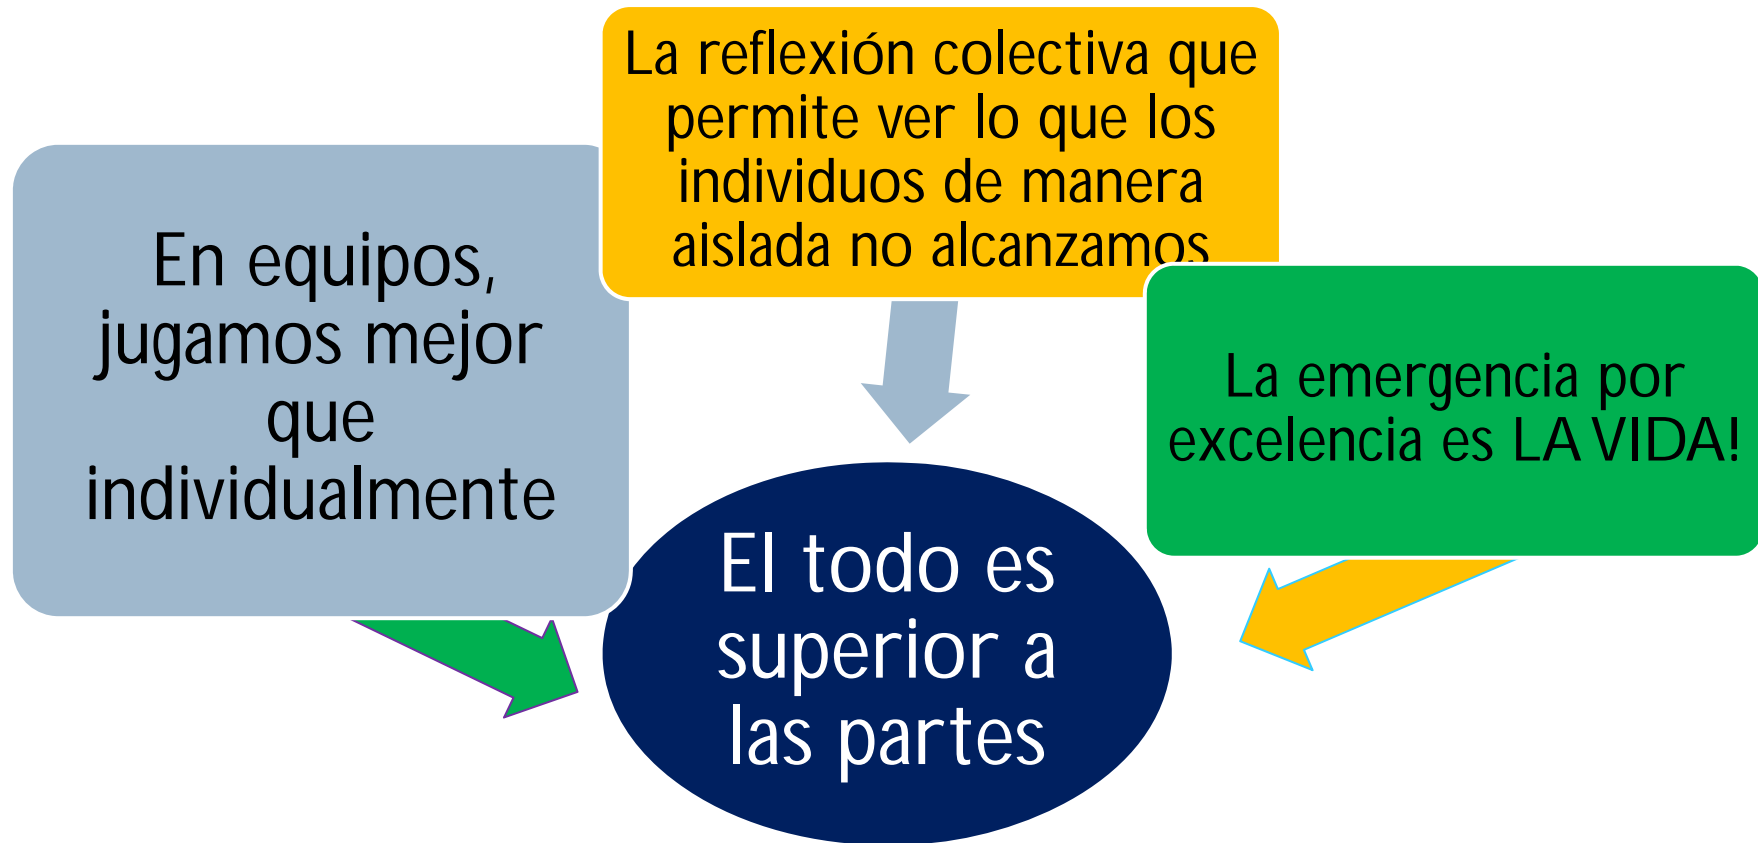 En equipos,
jugamos mejor
que
individualmente
La reflexión colectiva que
permite ver lo que los
individuos de manera
aislada no alcanzamos
La emergencia por
excelencia es LA VIDA!
El todo es
superior a
las partes